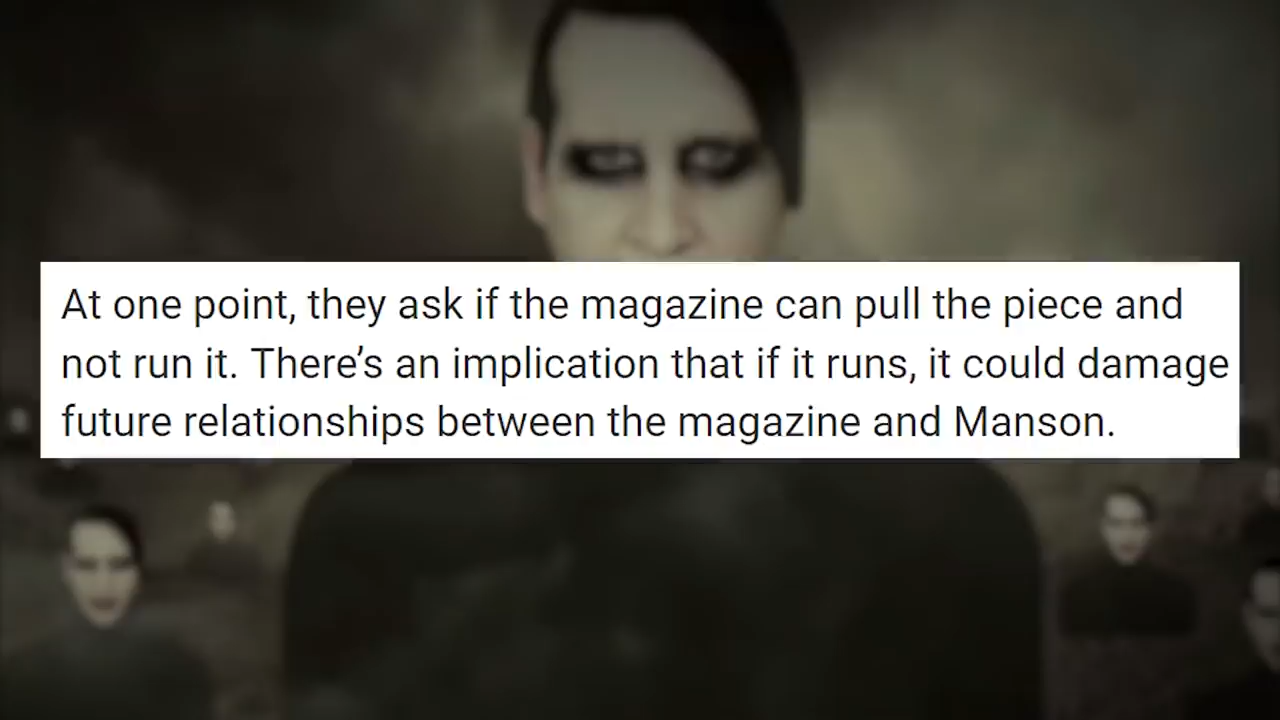 At one point, they ask if the magazine can pull the piece and
not run it. There’s an implication that if it runs, it could damage
future relationships between the magazine and Manson.